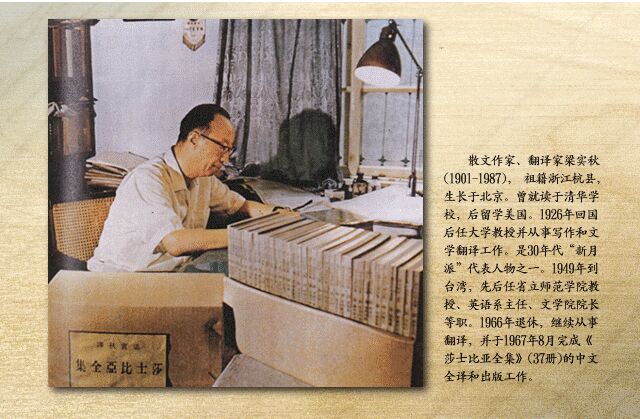 散文作家、翻译家梁实秋
(1901-1987)，祖籍浙江杭县，
生长于北京。曾就读于清华学
校，后留学美国。1926年回国
后任大学教授并从事写作和文
学翻译工作。是30年代“新月
派”代表人物之一。1949年到
台湾，先后任省立师范学院教
授、英语系主任、文学院院长
等职。1966年退休，继续从事
翻译，并于1967年8月完成《
莎士比亚全集》(37册)的中文
全译和出版工作。
譯秋實梁
集全亞比士莎